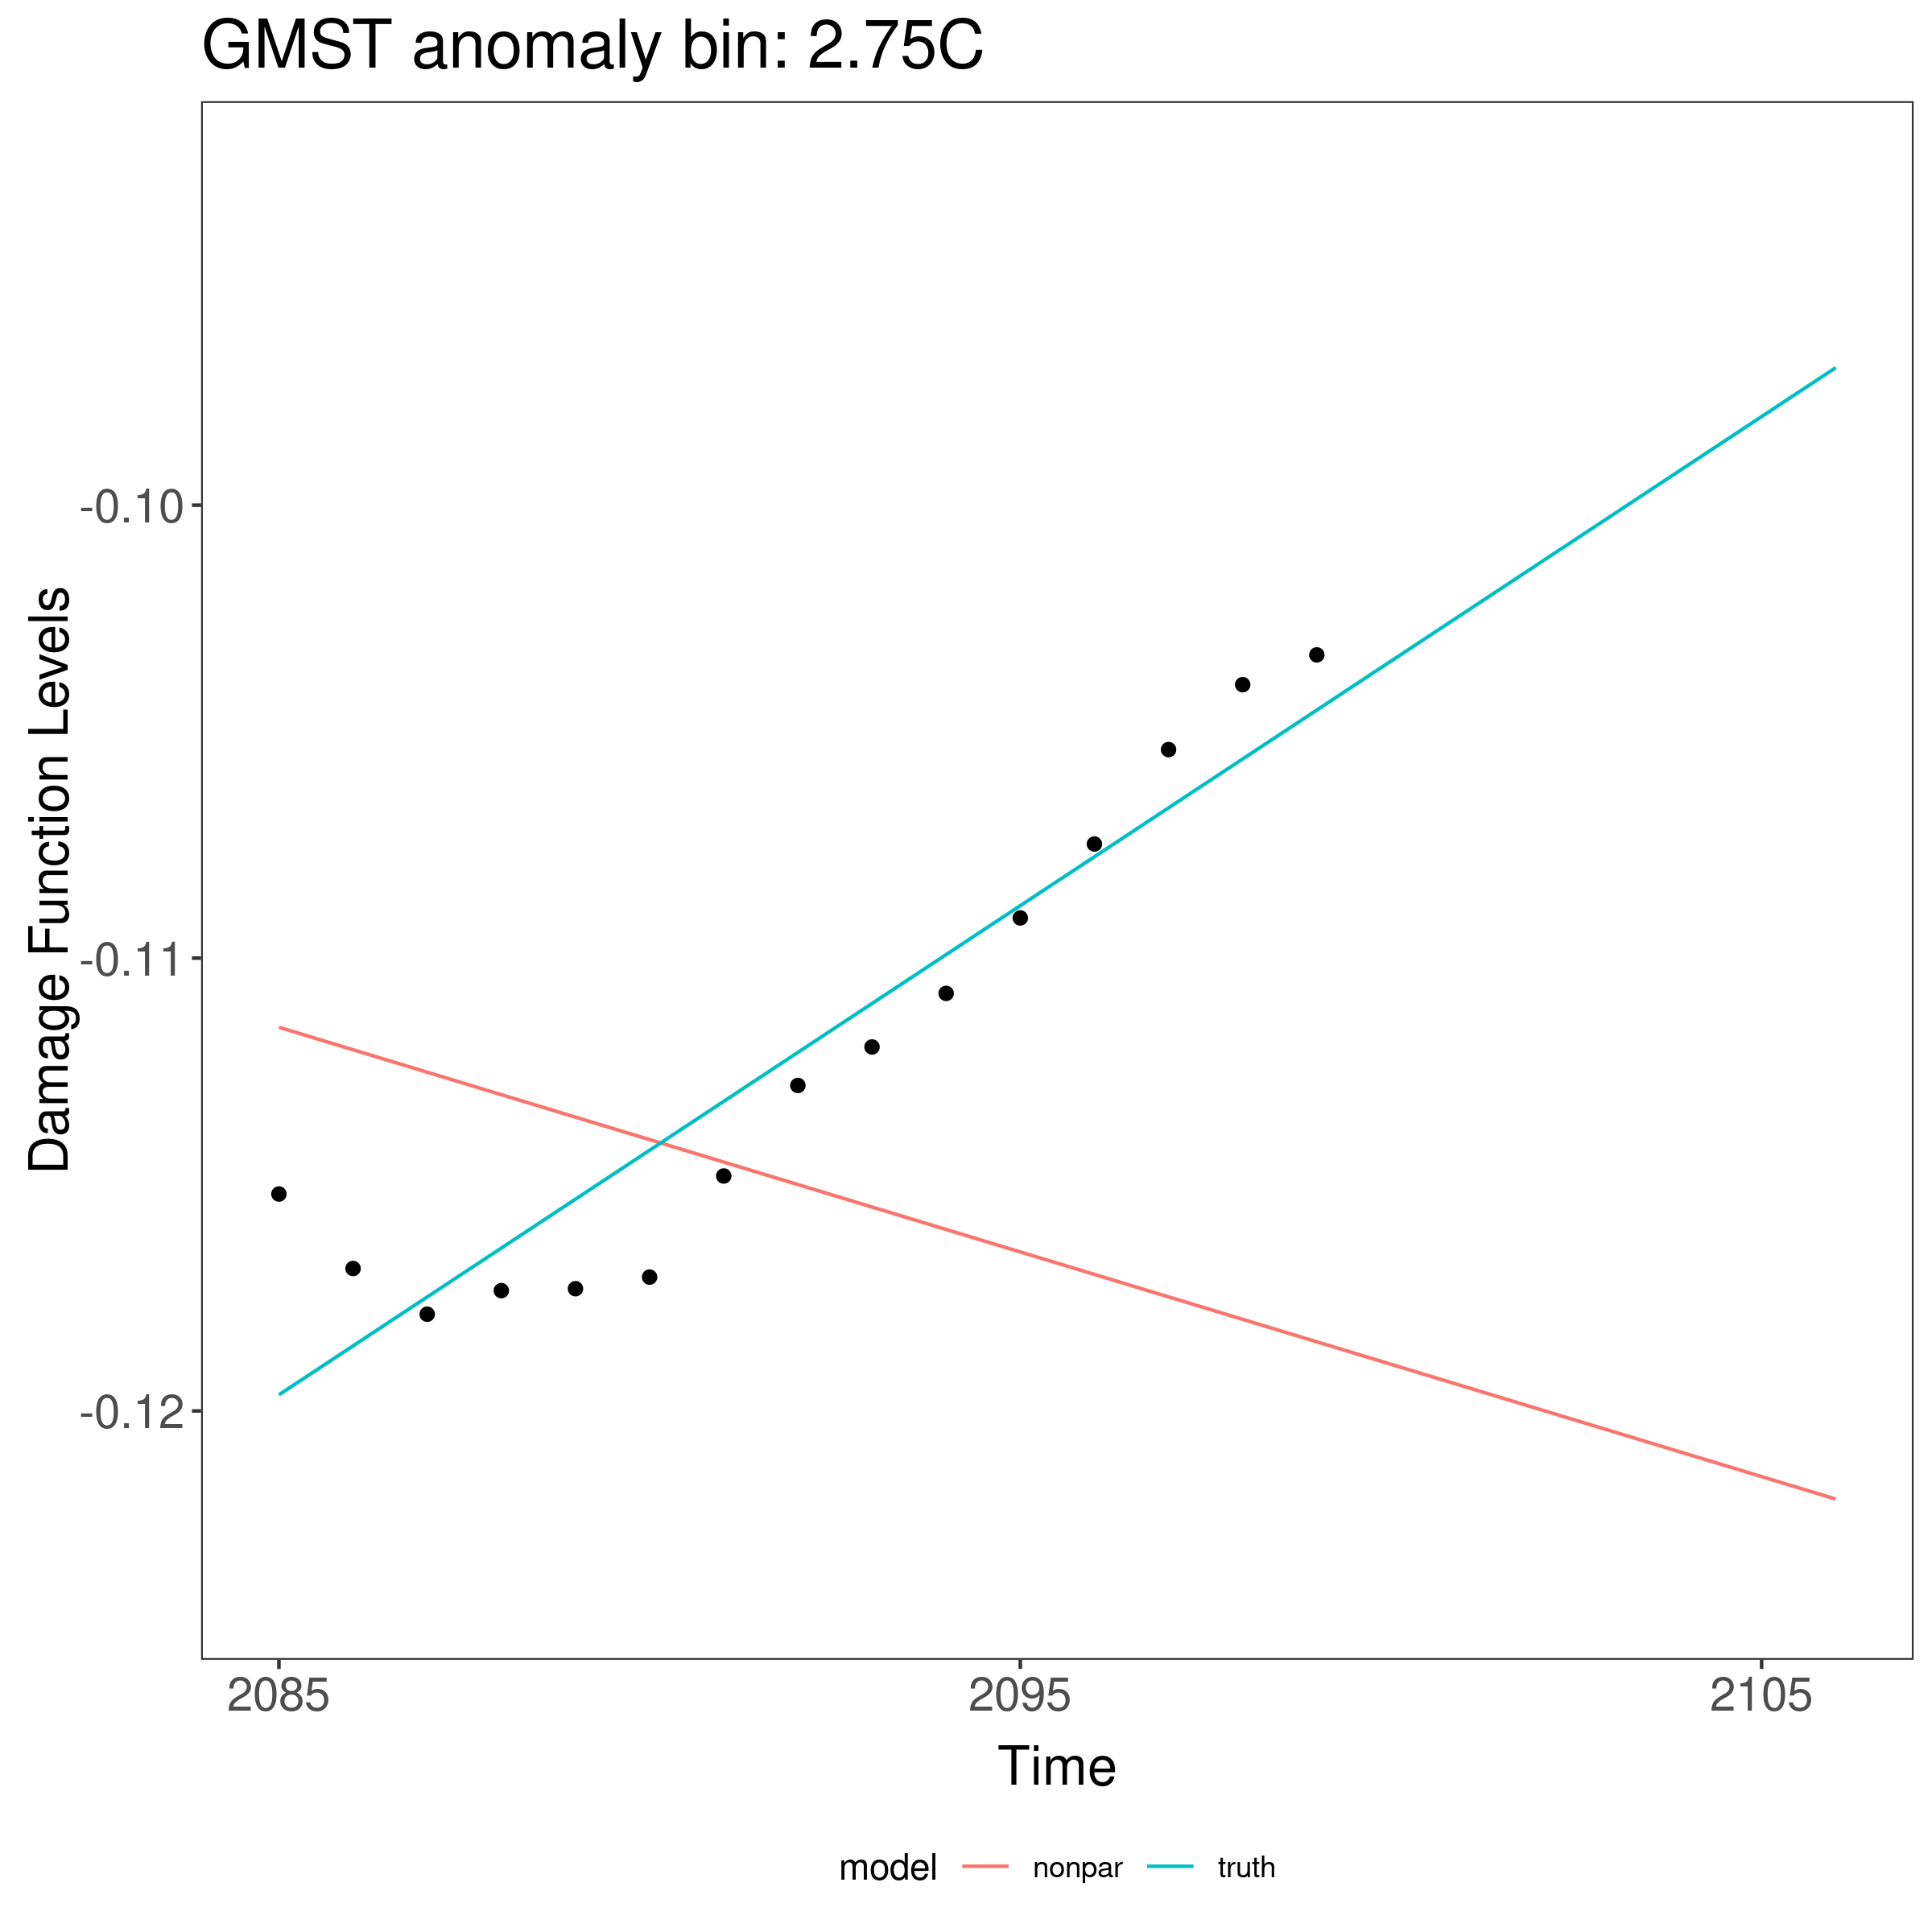 GMST anomaly bin: 2.75C
Damage Function Levels
-0.10
-0.11
-0.12
2085 2095 2105
Time
model nonpar truth